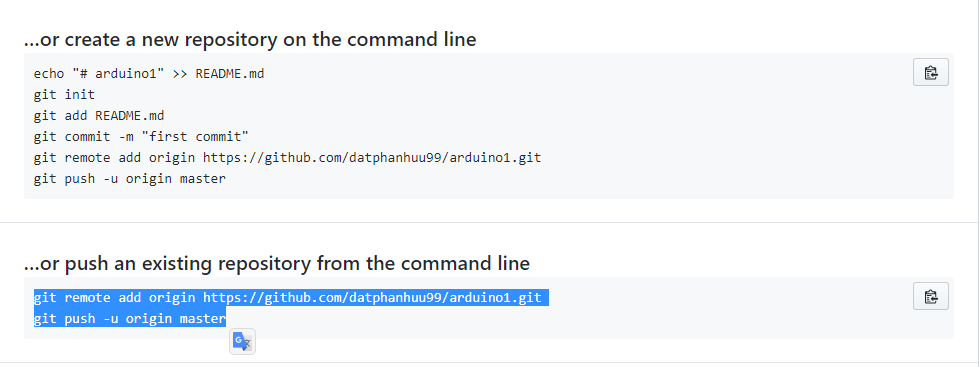 ...or create a new repository on the command line
echo "# arduino1" >> README.md
git init
git add README.md
git commit -m "first commit"
git remote add origin https://github.com/datphanhuu99/arduino1.git
git push -u origin master
...or push an existing repository from the command line
git remote add origin https://github.com/datphanhuu99/arduino1.git
git push -u origin master